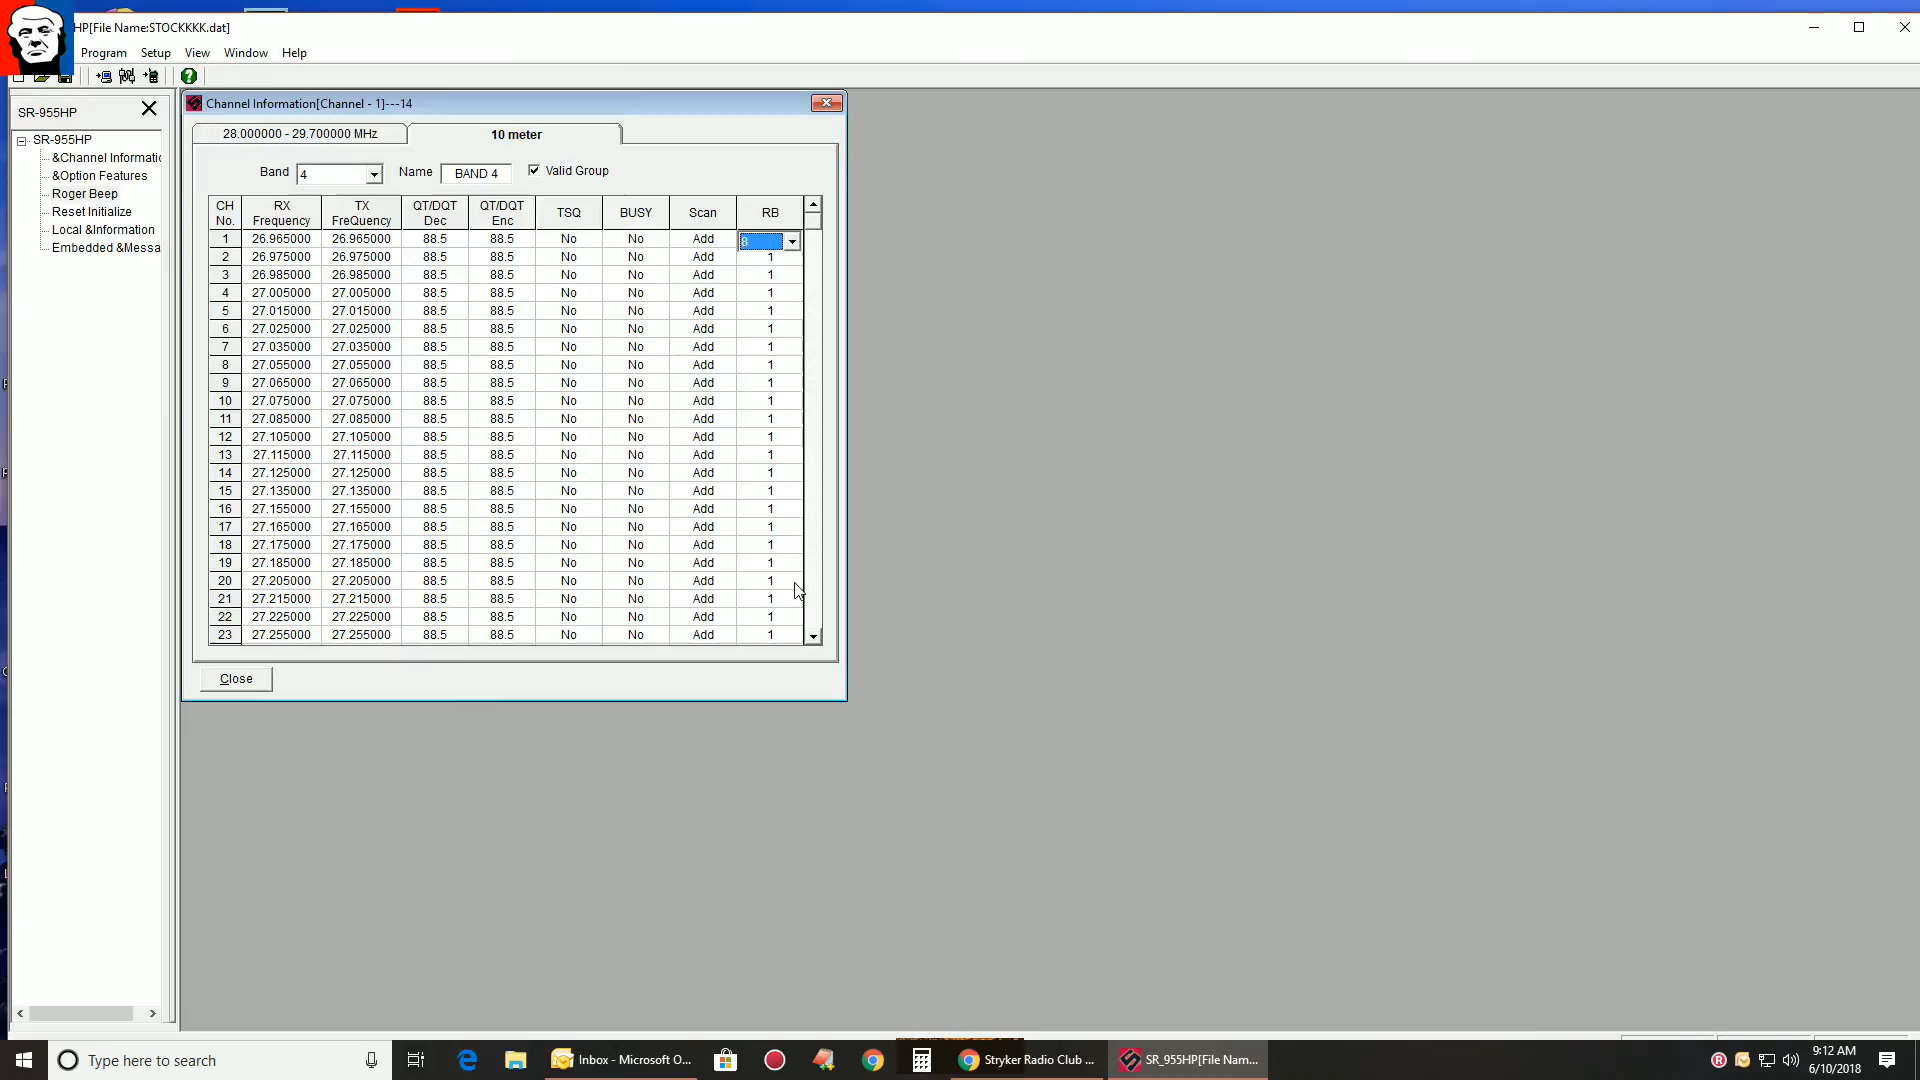 HP[File Name:STOCKKKK.dat]
Program Setup View Window Help
SR-955HP
SR-955HP
&Channel Informatic
&Option Features
Roger Beep
Reset Initialize
Local &Information
Embedded &Messa
Channel Information[Channel - 1]---14
28.000000 - 29.700000 MHz 10 meter
Band 4 Name BAND 4 Valid Group
CH No. RX Frequency TX FreQuency QT/DQT Dec QT/DQT Enc TSQ BUSY Scan RB
1 26.965000 26.965000 88.5 88.5 No No Add 8
2 26.975000 26.975000 88.5 88.5 No No Add 1
3 26.985000 26.985000 88.5 88.5 No No Add 1
4 27.005000 27.005000 88.5 88.5 No No Add 1
5 27.015000 27.015000 88.5 88.5 No No Add 1
6 27.025000 27.025000 88.5 88.5 No No Add 1
7 27.035000 27.035000 88.5 88.5 No No Add 1
8 27.055000 27.055000 88.5 88.5 No No Add 1
9 27.065000 27.065000 88.5 88.5 No No Add 1
10 27.075000 27.075000 88.5 88.5 No No Add 1
11 27.085000 27.085000 88.5 88.5 No No Add 1
12 27.105000 27.105000 88.5 88.5 No No Add 1
13 27.115000 27.115000 88.5 88.5 No No Add 1
14 27.125000 27.125000 88.5 88.5 No No Add 1
15 27.135000 27.135000 88.5 88.5 No No Add 1
16 27.155000 27.155000 88.5 88.5 No No Add 1
17 27.165000 27.165000 88.5 88.5 No No Add 1
18 27.175000 27.175000 88.5 88.5 No No Add 1
19 27.185000 27.185000 88.5 88.5 No No Add 1
20 27.205000 27.205000 88.5 88.5 No No Add 1
21 27.215000 27.215000 88.5 88.5 No No Add 1
22 27.225000 27.225000 88.5 88.5 No No Add 1
23 27.255000 27.255000 88.5 88.5 No No Add 1
Close
Type here to search
Inbox - Microsoft O...
Stryker Radio Club ...
SR_955HP[File Nam...
9:12 AM
6/10/2018